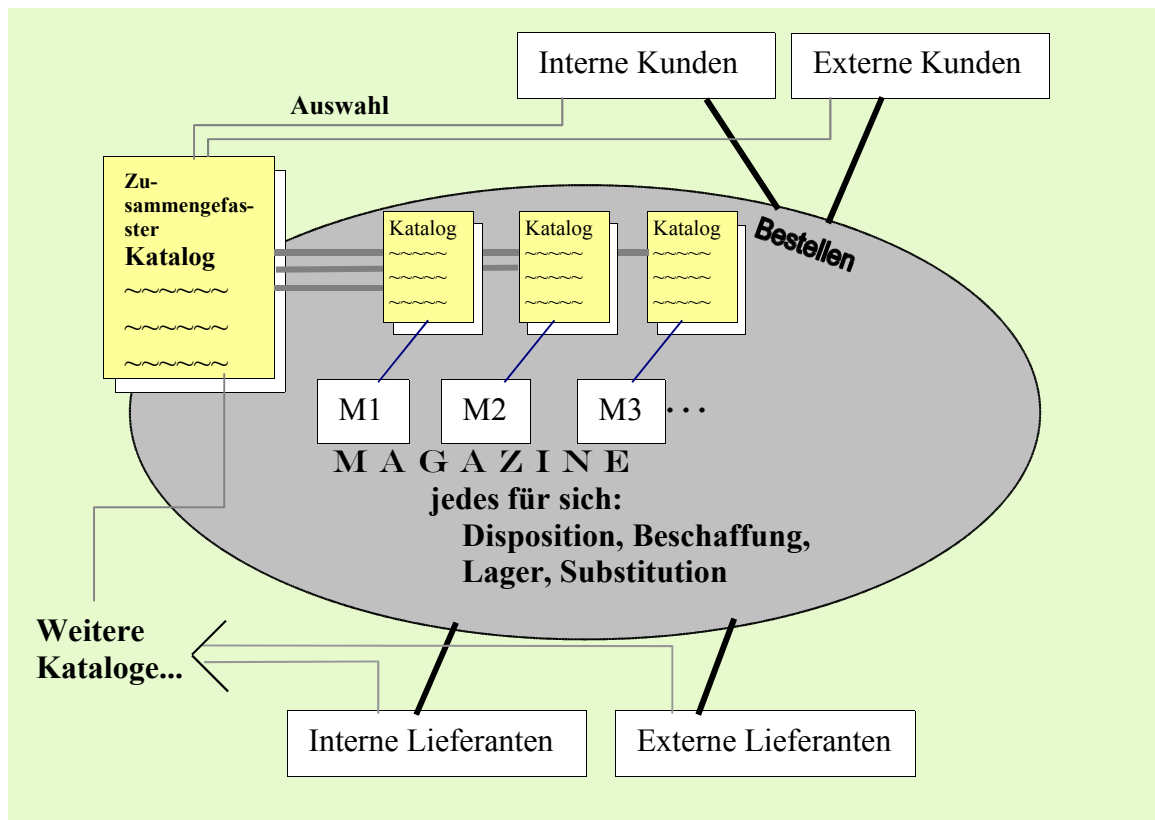 Interne Kunden
Externe Kunden
Auswahl
Zu-
sammengefas-
ster
Katalog
~~~~~~
~~~~~~
~~~~~~
Katalog
~~~~~
~~~~~
~~~~~
Katalog
~~~~~
~~~~~
~~~~~
Katalog
~~~~~
~~~~~
~~~~~
Bestellen
M1
M2
M3
...
MAGAZINE
jedes für sich:
Disposition, Beschaffung,
Lager, Substitution
Weitere
Kataloge...
Interne Lieferanten
Externe Lieferanten